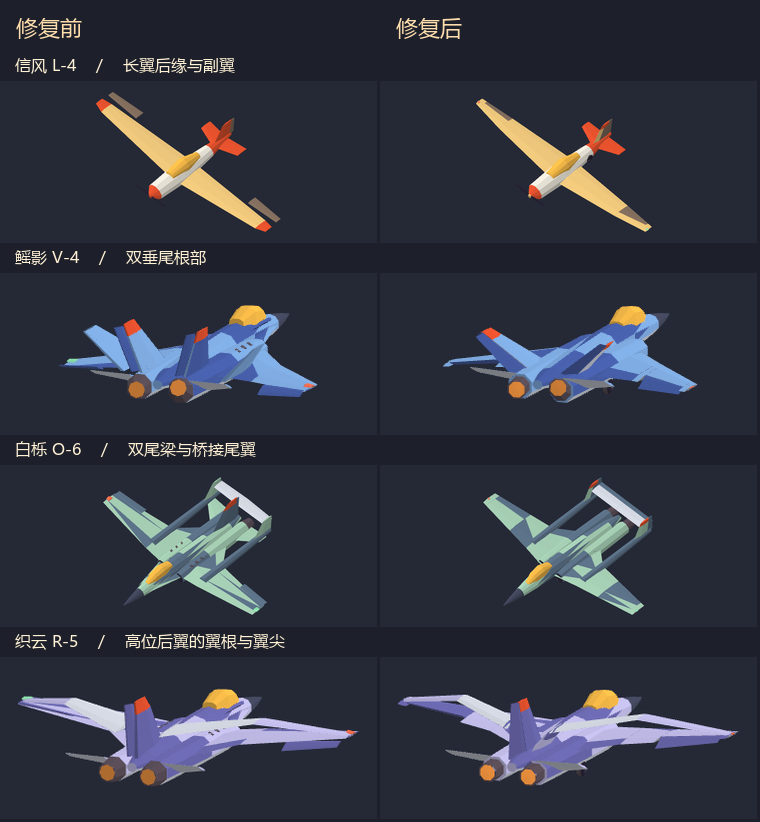 修复前
修复后
信风 L-4 / 长翼后缘与副翼
鳐影 V-4 / 双垂尾根部
白栎 O-6 / 双尾梁与桥接尾翼
织云 R-5 / 高位后翼的翼根与翼尖